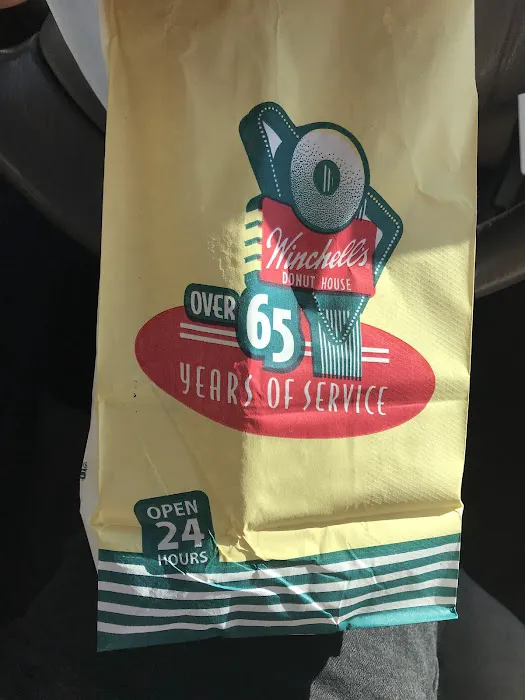 Winchell's
DONUT HOUSE
OVER
65
YEARS OF SERVICE
OPEN
24
HOURS